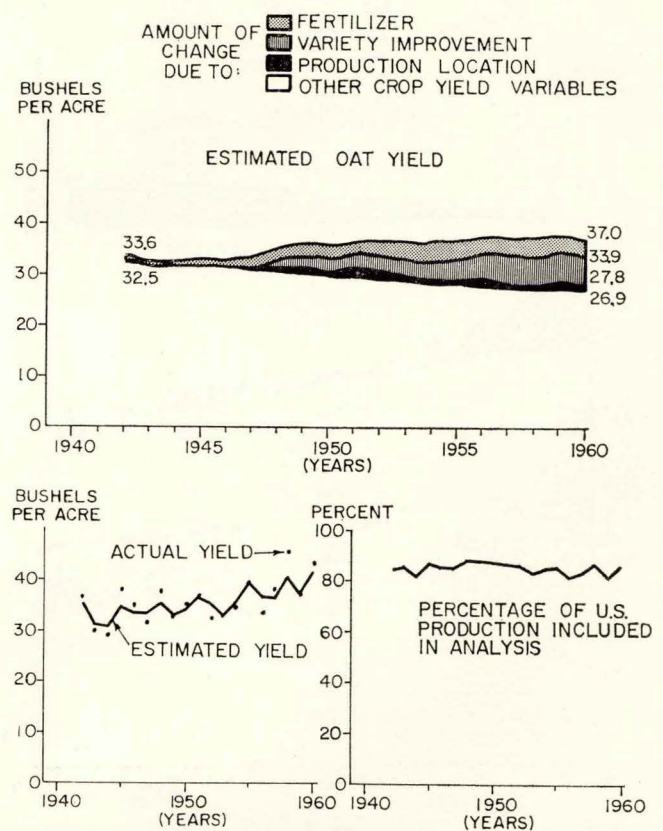 AMOUNT OF
CHANGE
DUE TO:
FERTILIZER
VARIETY IMPROVEMENT
PRODUCTION LOCATION
OTHER CROP YIELD VARIABLES
BUSHELS
PER ACRE
ESTIMATED OAT YIELD
50
40
30
20
10
0
33.6
32.5
37.0
33.9
27.8
26.9
1940
1945
1950
1955
1960
(YEARS)
BUSHELS
PER ACRE
ACTUAL YIELD
ESTIMATED YIELD
40
30
20
10
0
1940
1950
1960
(YEARS)
PERCENT
100
80
60
40
20
0
PERCENTAGE OF U.S.
PRODUCTION INCLUDED
IN ANALYSIS
1940
1950
1960
(YEARS)